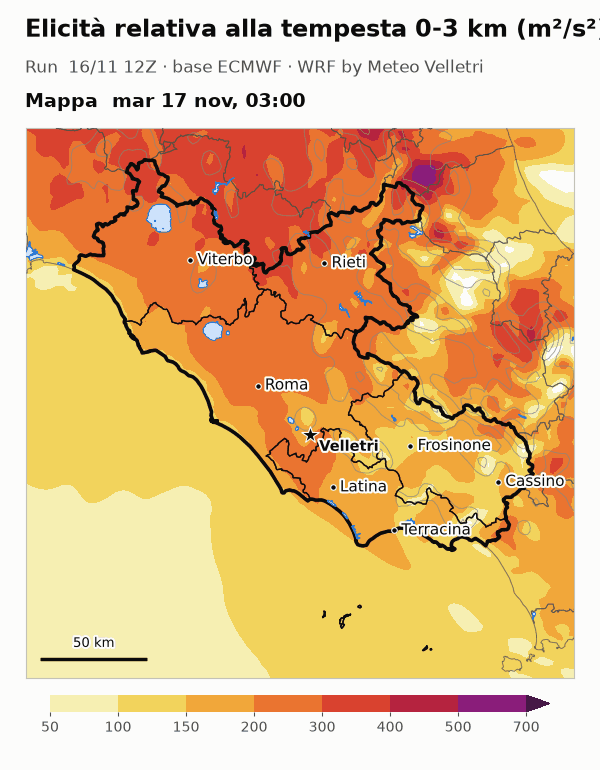 Elicità relativa alla tempesta 0-3 km (m²/s²)
Run 16/11 12Z · base ECMWF · WRF by Meteo Velletri
Mappa mar 17 nov, 03:00
Viterbo
Rieti
Roma
Velletri
Frosinone
Cassino
Latina
Terracina
50 km
50 100 150 200 300 400 500 700